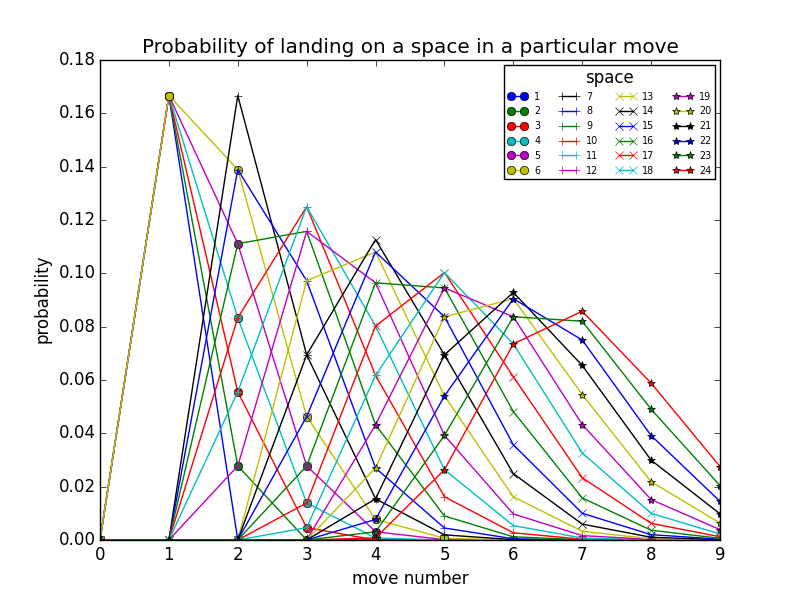 Probability of landing on a space in a particular move
space
1 7 13 19
2 8 14 20
3 9 15 21
4 10 16 22
5 11 17 23
6 12 18 24
probability
0.18
0.16
0.14
0.12
0.10
0.08
0.06
0.04
0.02
0.00
0 1 2 3 4 5 6 7 8 9
move number